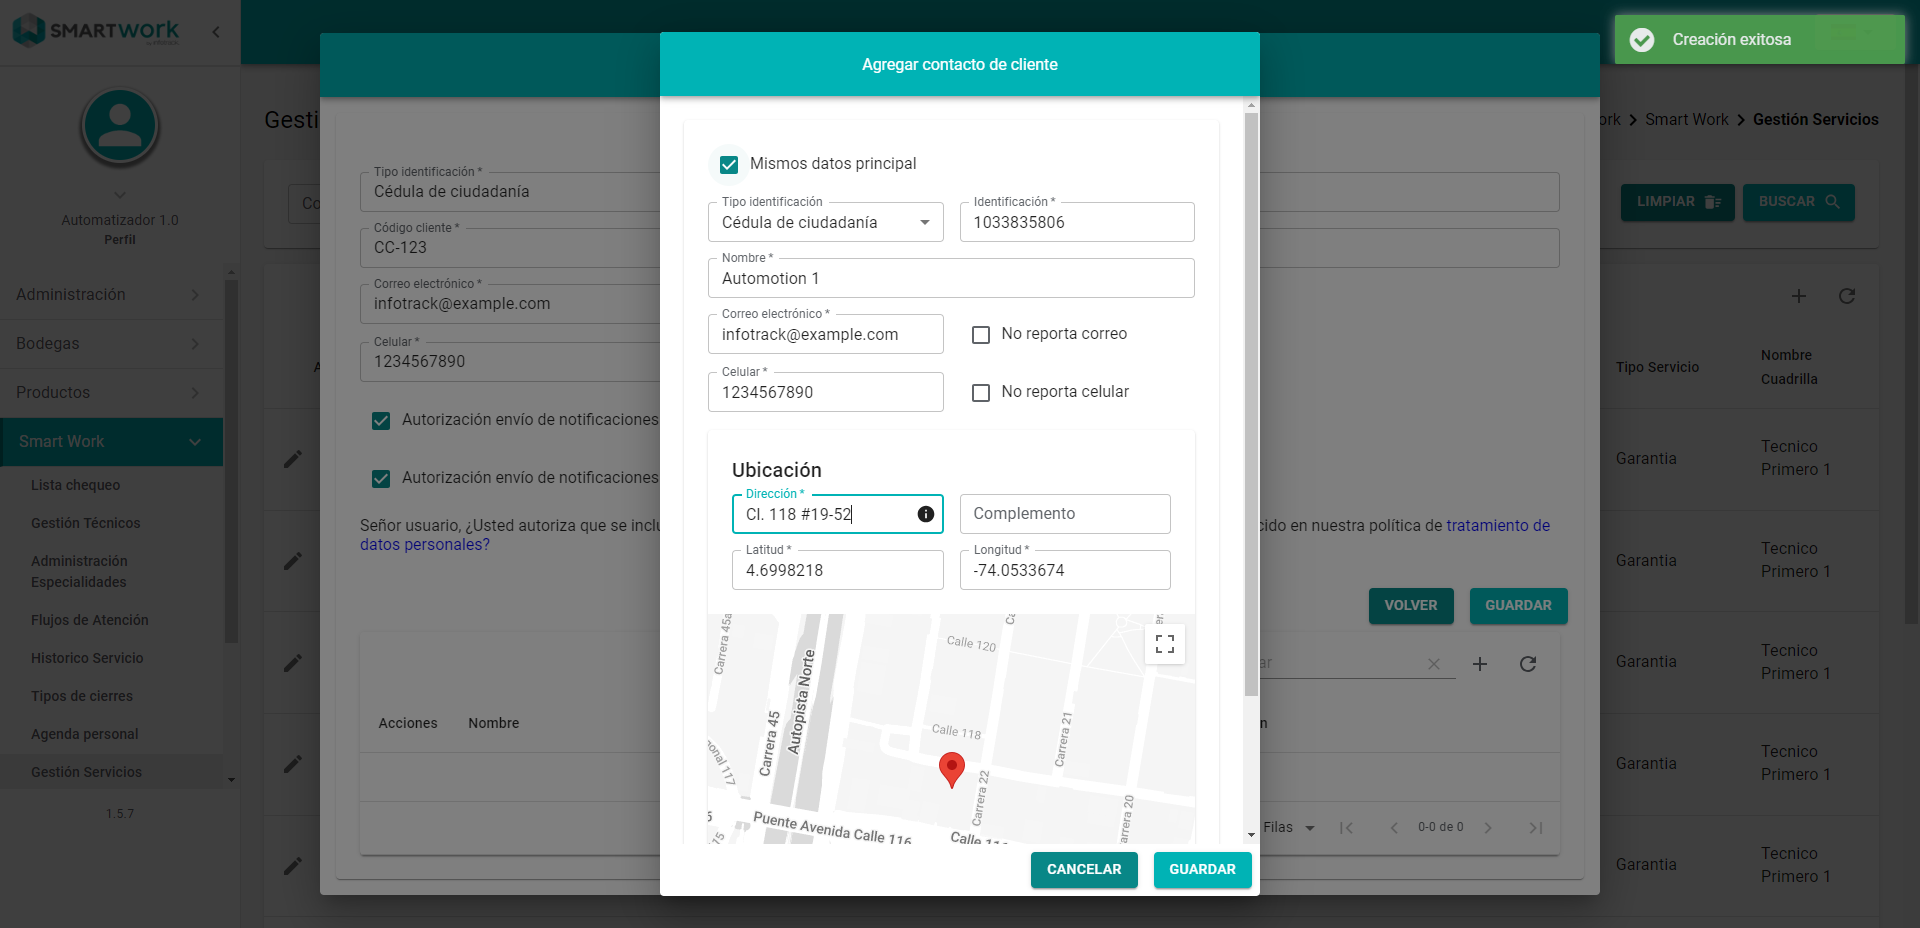 SMARTWORK
Automatizador 1.0
Perfil
Administración
Bodegas
Productos
Smart Work
Lista chequeo
Gestión Técnicos
Administración
Especialidades
Flujos de Atención
Historico Servicio
Tipos de cierres
Agenda personal
Gestión Servicios
1.5.7
Gesti
Smart Work > Gestión Servicios
LIMPIAR
BUSCAR
Tipo Servicio
Nombre
Cuadrilla
Garantia
Tecnico
Primero 1
Garantia
Tecnico
Primero 1
Garantia
Tecnico
Primero 1
Garantia
Tecnico
Primero 1
Garantia
Tecnico
Primero 1
Tipo identificación *
Cédula de ciudadanía
Código cliente *
CC-123
Correo electrónico *
infotrack@example.com
Celular *
1234567890
Autorización envío de notificaciones
Autorización envío de notificaciones
Señor usuario, ¿Usted autoriza que se inclu
cido en nuestra política de tratamiento de
datos personales?
VOLVER
GUARDAR
Acciones
Nombre
Filas
0-0 de 0
Agregar contacto de cliente
Mismos datos principal
Tipo identificación
Cédula de ciudadanía
Identificación *
1033835806
Nombre *
Automotion 1
Correo electrónico *
infotrack@example.com
No reporta correo
Celular *
1234567890
No reporta celular
Ubicación
Dirección *
Cl. 118 #19-52
Complemento
Latitud *
4.6998218
Longitud *
-74.0533674
Carrera 45a
Calle 120
Autopista Norte
Carrera 45
Calle 118
Carrera 21
Carrera 22
Puente Avenida Calle 116
CANCELAR
GUARDAR
Creación exitosa